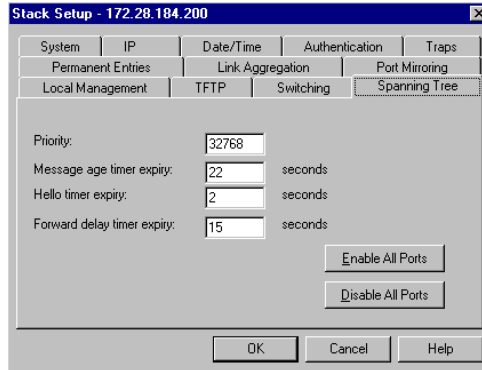 Stack Setup - 172.28.184.200
System IP Date/Time Authentication Traps
Permanent Entries Link Aggregation Port Mirroring
Local Management TFTP Switching Spanning Tree
Priority: 32768
Message age timer expiry: 22 seconds
Hello timer expiry: 2 seconds
Forward delay timer expiry: 15 seconds
Enable All Ports
Disable All Ports
OK Cancel Help